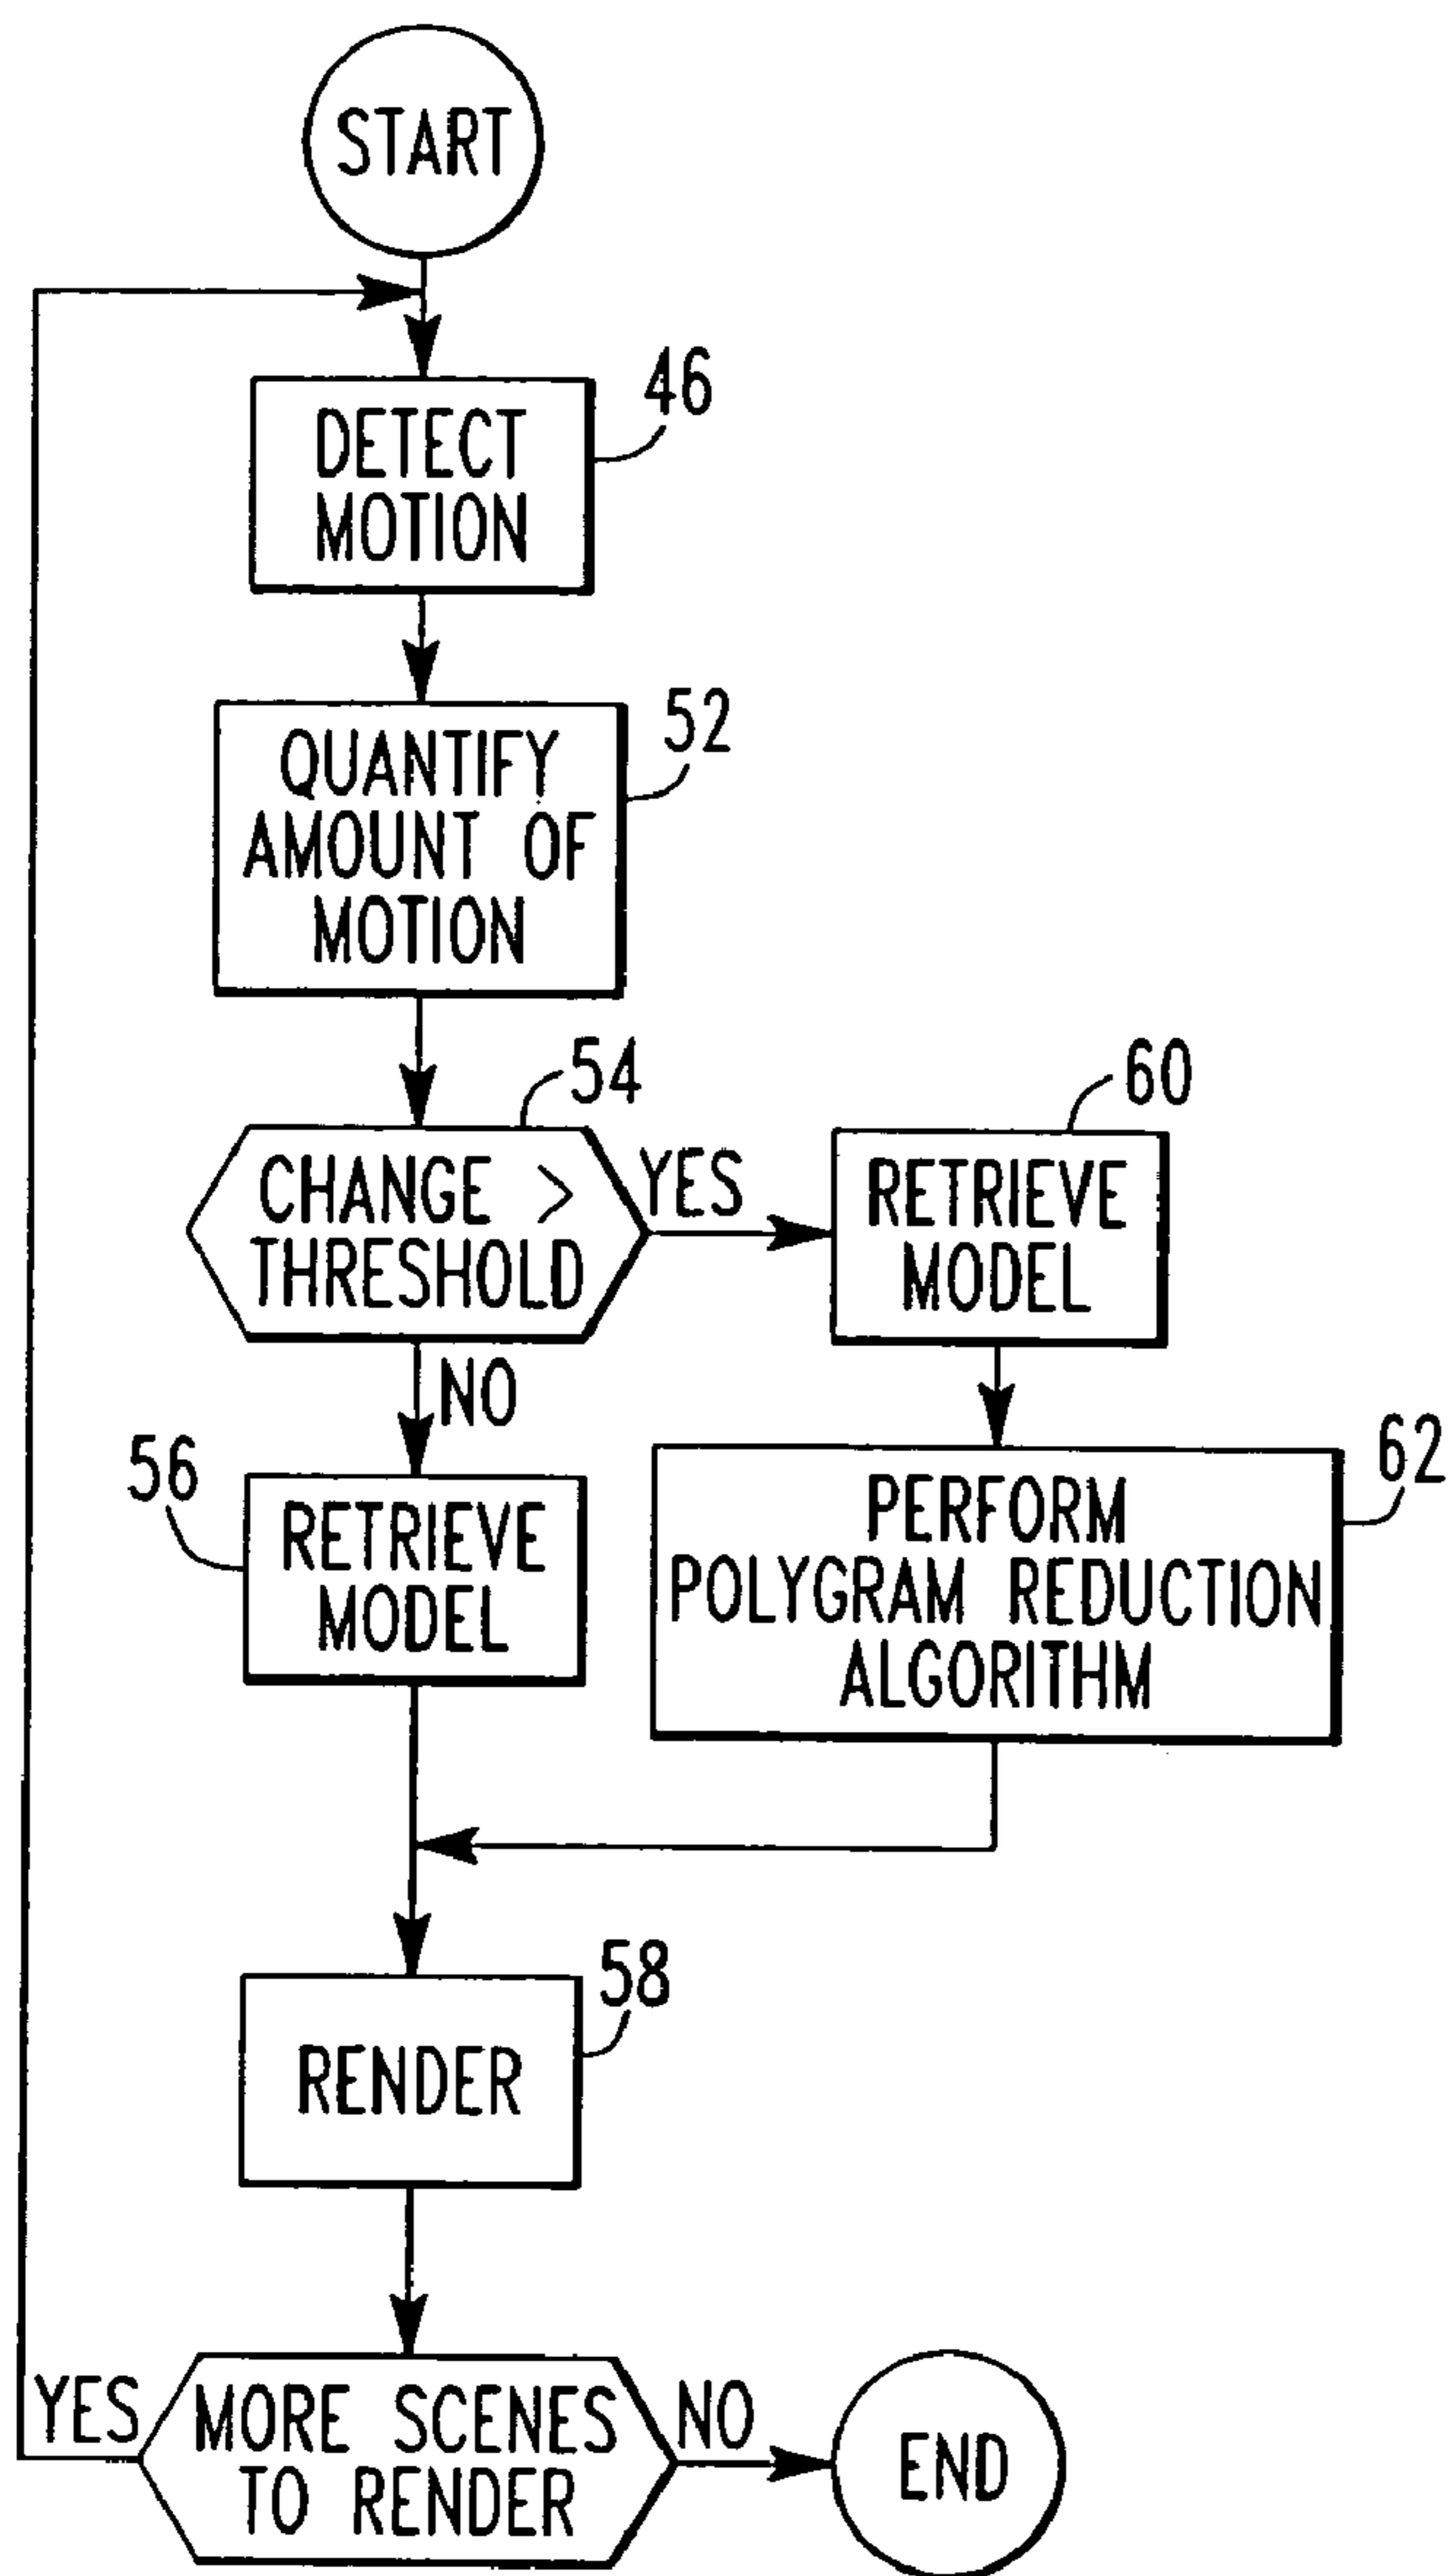 START
46
DETECT
MOTION
52
QUANTIFY
AMOUNT OF
MOTION
54
CHANGE >
THRESHOLD
YES
60
RETRIEVE
MODEL
NO
56
RETRIEVE
MODEL
62
PERFORM
POLYGRAM REDUCTION
ALGORITHM
58
RENDER
YES
MORE SCENES
TO RENDER
NO
END